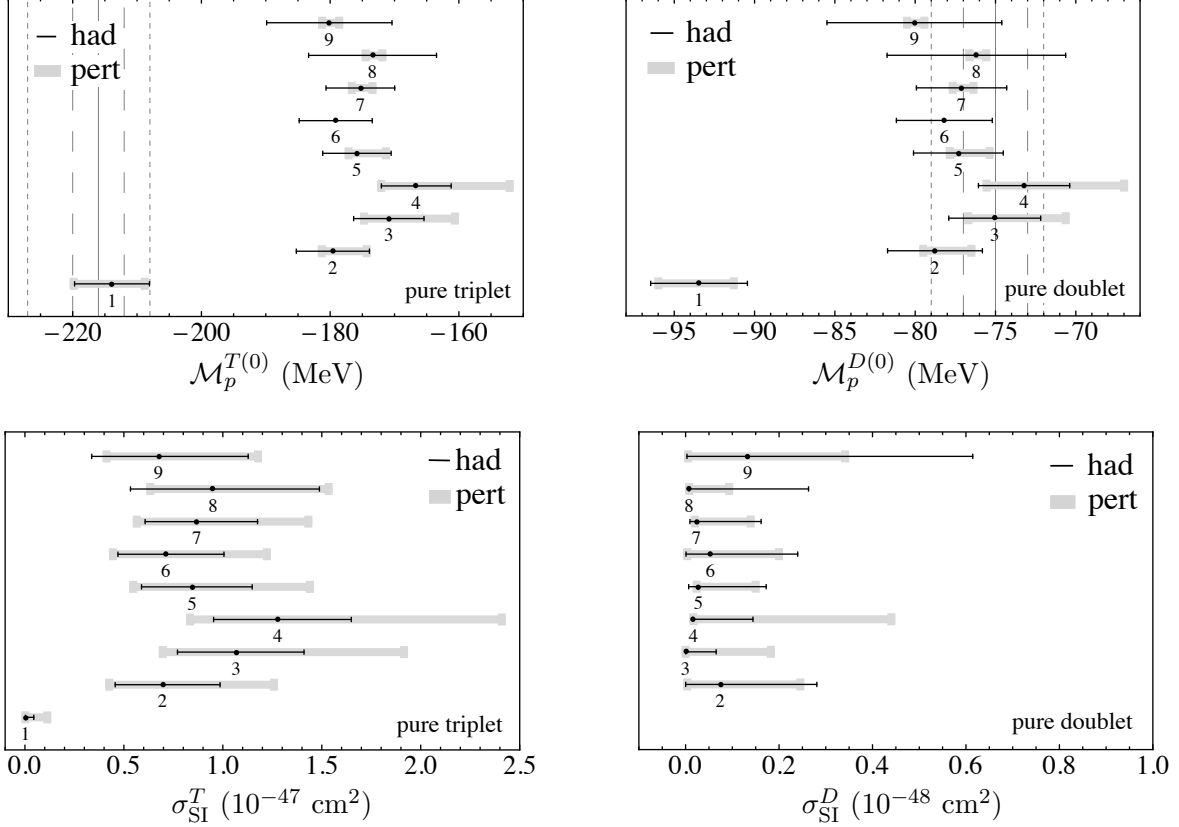 had
pert
9
8
7
6
5
4
3
2
1
pure triplet
−220 −200 −180 −160
𝓜_p^{T(0)} (MeV)
9
8
7
6
5
4
3
2
1
had
pert
pure doublet
−95 −90 −85 −80 −75 −70
𝓜_p^{D(0)} (MeV)
had
pert
9
8
7
6
5
4
3
2
1
pure triplet
0.0 0.5 1.0 1.5 2.0 2.5
σ_{SI}^{T} (10^{−47} cm^{2})
had
pert
9
8
7
6
5
4
3
2
pure doublet
0.0 0.2 0.4 0.6 0.8 1.0
σ_{SI}^{D} (10^{−48} cm^{2})